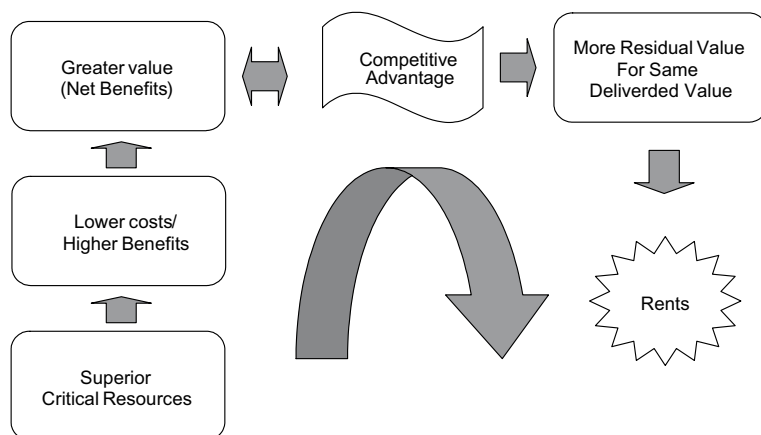 Greater value
(Net Benefits)
Competitive
Advantage
More Residual Value
For Same
Deliverded Value
Lower costs/
Higher Benefits
Rents
Superior
Critical Resources